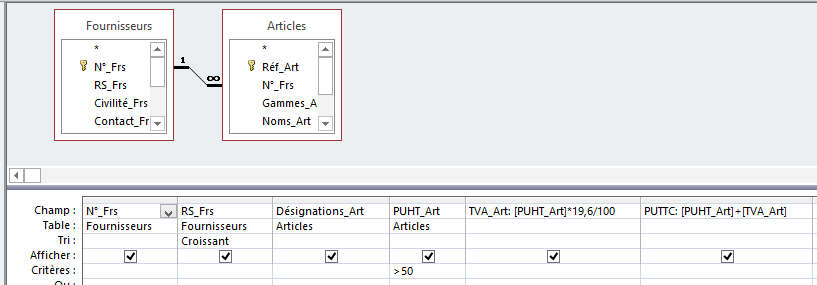 Fournisseurs
*
N°_Frs
RS_Frs
Civilité_Frs
Contact_Fr
1
∞
Articles
*
Réf_Art
N°_Frs
Gammes_A
Noms_Art
Champ : N°_Frs RS_Frs Désignations_Art PUHT_Art TVA_Art: [PUHT_Art]*19,6/100 PUTTC: [PUHT_Art]+[TVA_Art]
Table : Fournisseurs Fournisseurs Articles Articles
Tri : Croissant
Afficher :
Critères : >50
Ou :